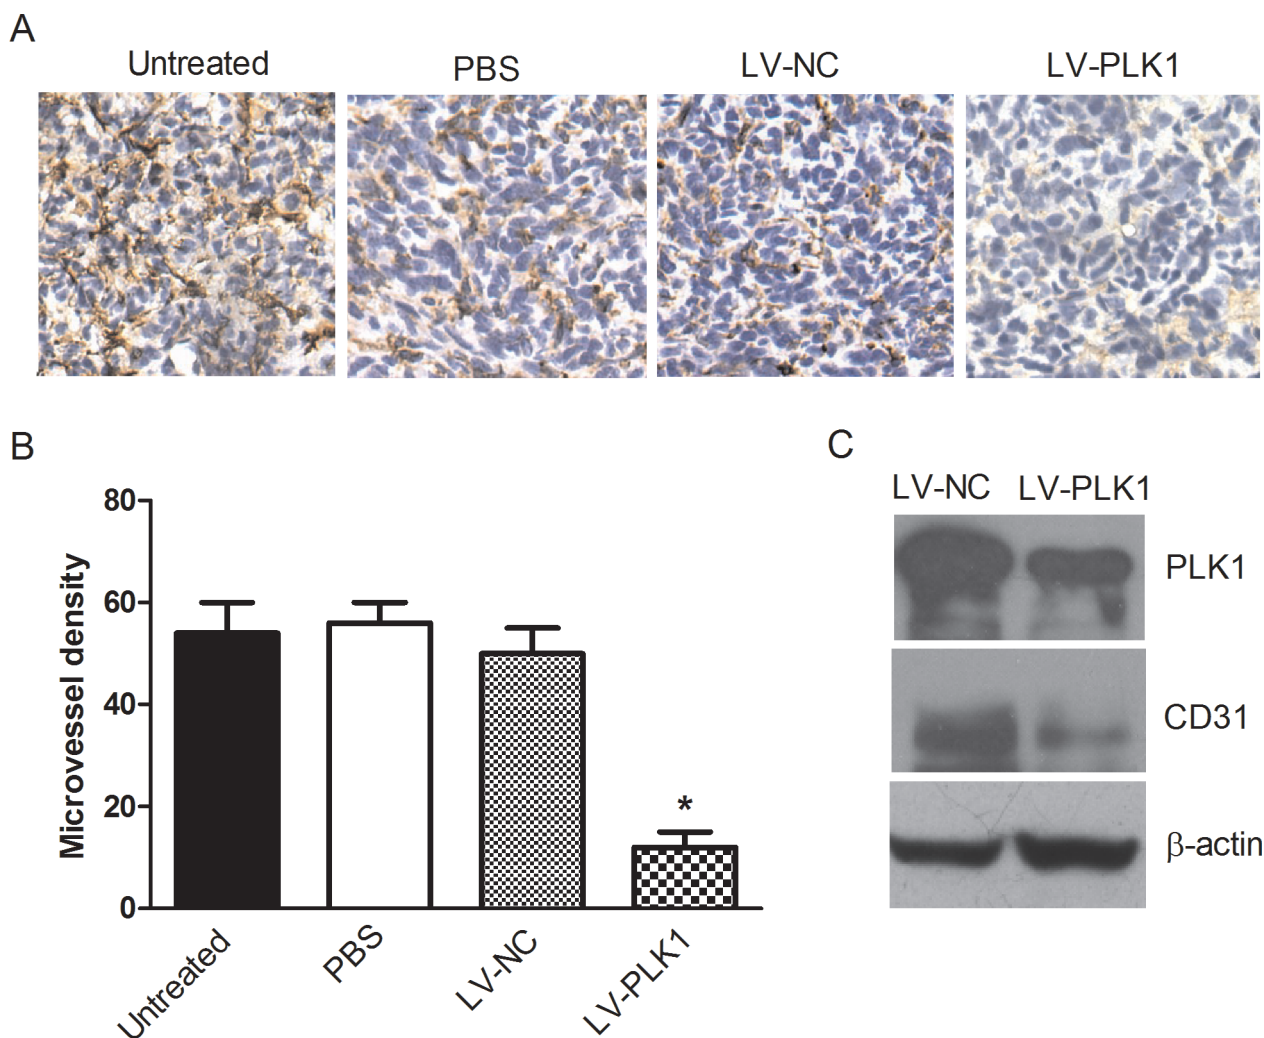 A
Untreated
PBS
LV-NC
LV-PLK1
B
80
60
40
20
0
Microvessel density
*
Untreated
PBS
LV-NC
LV-PLK1
C
LV-NC LV-PLK1
PLK1
CD31
β-actin